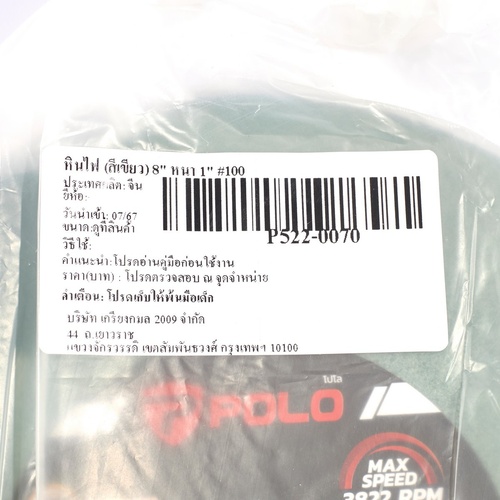 หินไฟ (สีเขียว) 8" หนา 1" #100
ประเทศผลิต: จีน
ยี่ห้อ:
วันนำเข้า: 07/67
ขนาด:ดูที่สินค้า
วิธีใช้:
P522-0070
คำแนะนำ:โปรดอ่านคู่มือก่อนใช้งาน
ราคา(บาท) : โปรดตรวจสอบ ณ จุดจำหน่าย
คำเตือน: โปรดเก็บให้พ้นมือเด็ก
บริษัท เกรียงกมล 2009 จำกัด
44 ถ.เยาวราช
แขวงจักรวรรดิ เขตสัมพันธวงศ์ กรุงเทพฯ 10100
โปโล
POLO
MAX
SPEED
3822 RPM